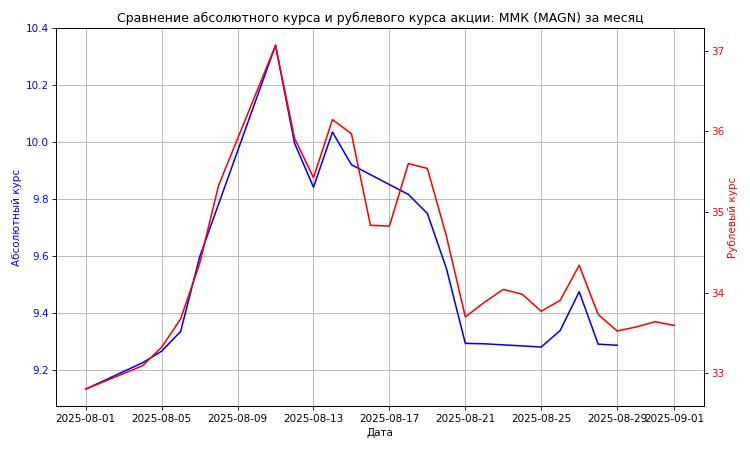 Сравнение абсолютного курса и рублевого курса акции: ММК (MAGN) за месяц
10.4
10.2
10.0
9.8
9.6
9.4
9.2
Абсолютный курс
37
36
35
34
33
Рублевый курс
2025-08-01 2025-08-05 2025-08-09 2025-08-13 2025-08-17 2025-08-21 2025-08-25 2025-08-29 2025-09-01
Дата